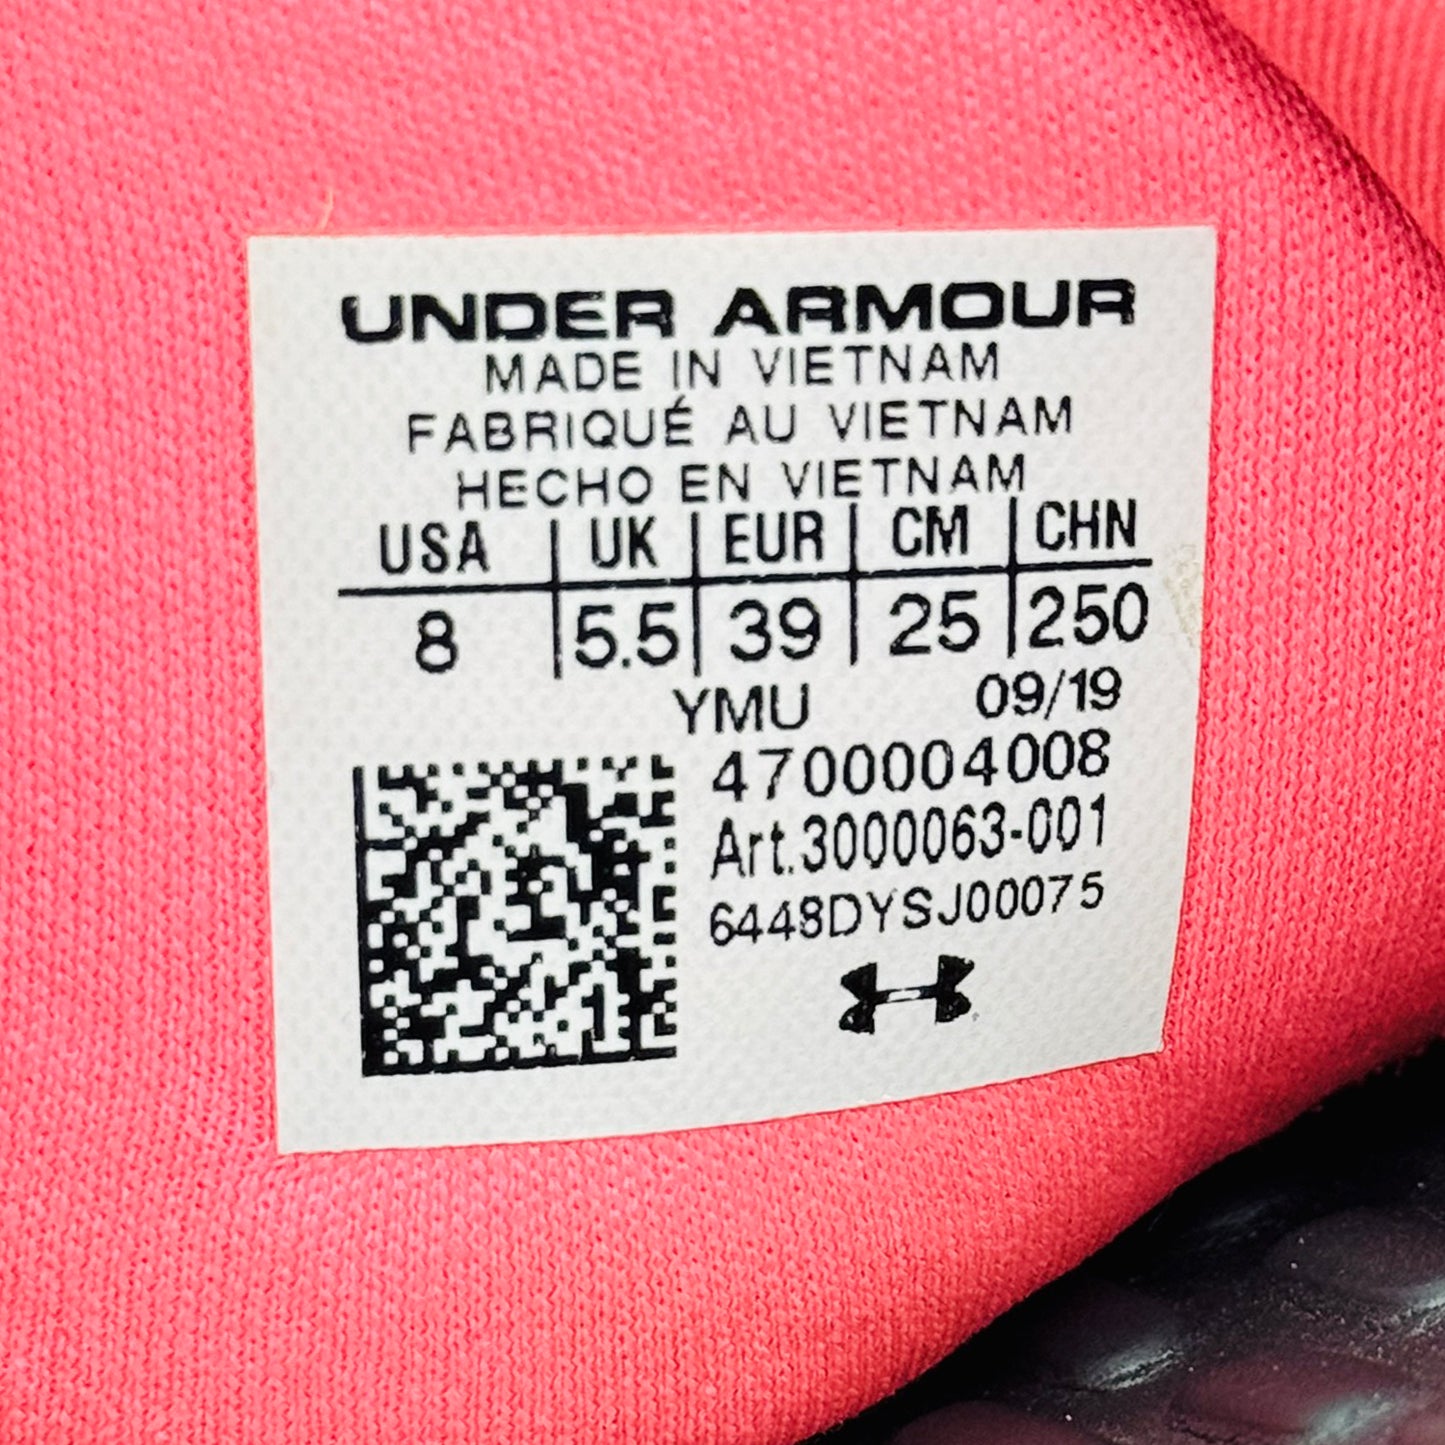 UNDER ARMOUR
MADE IN VIETNAM
FABRIQUÉ AU VIETNAM
HECHO EN VIETNAM
USA UK EUR CM CHN
8 5.5 39 25 250
YMU 09/19
4700004008
Art.3000063-001
6448DYSJ00075